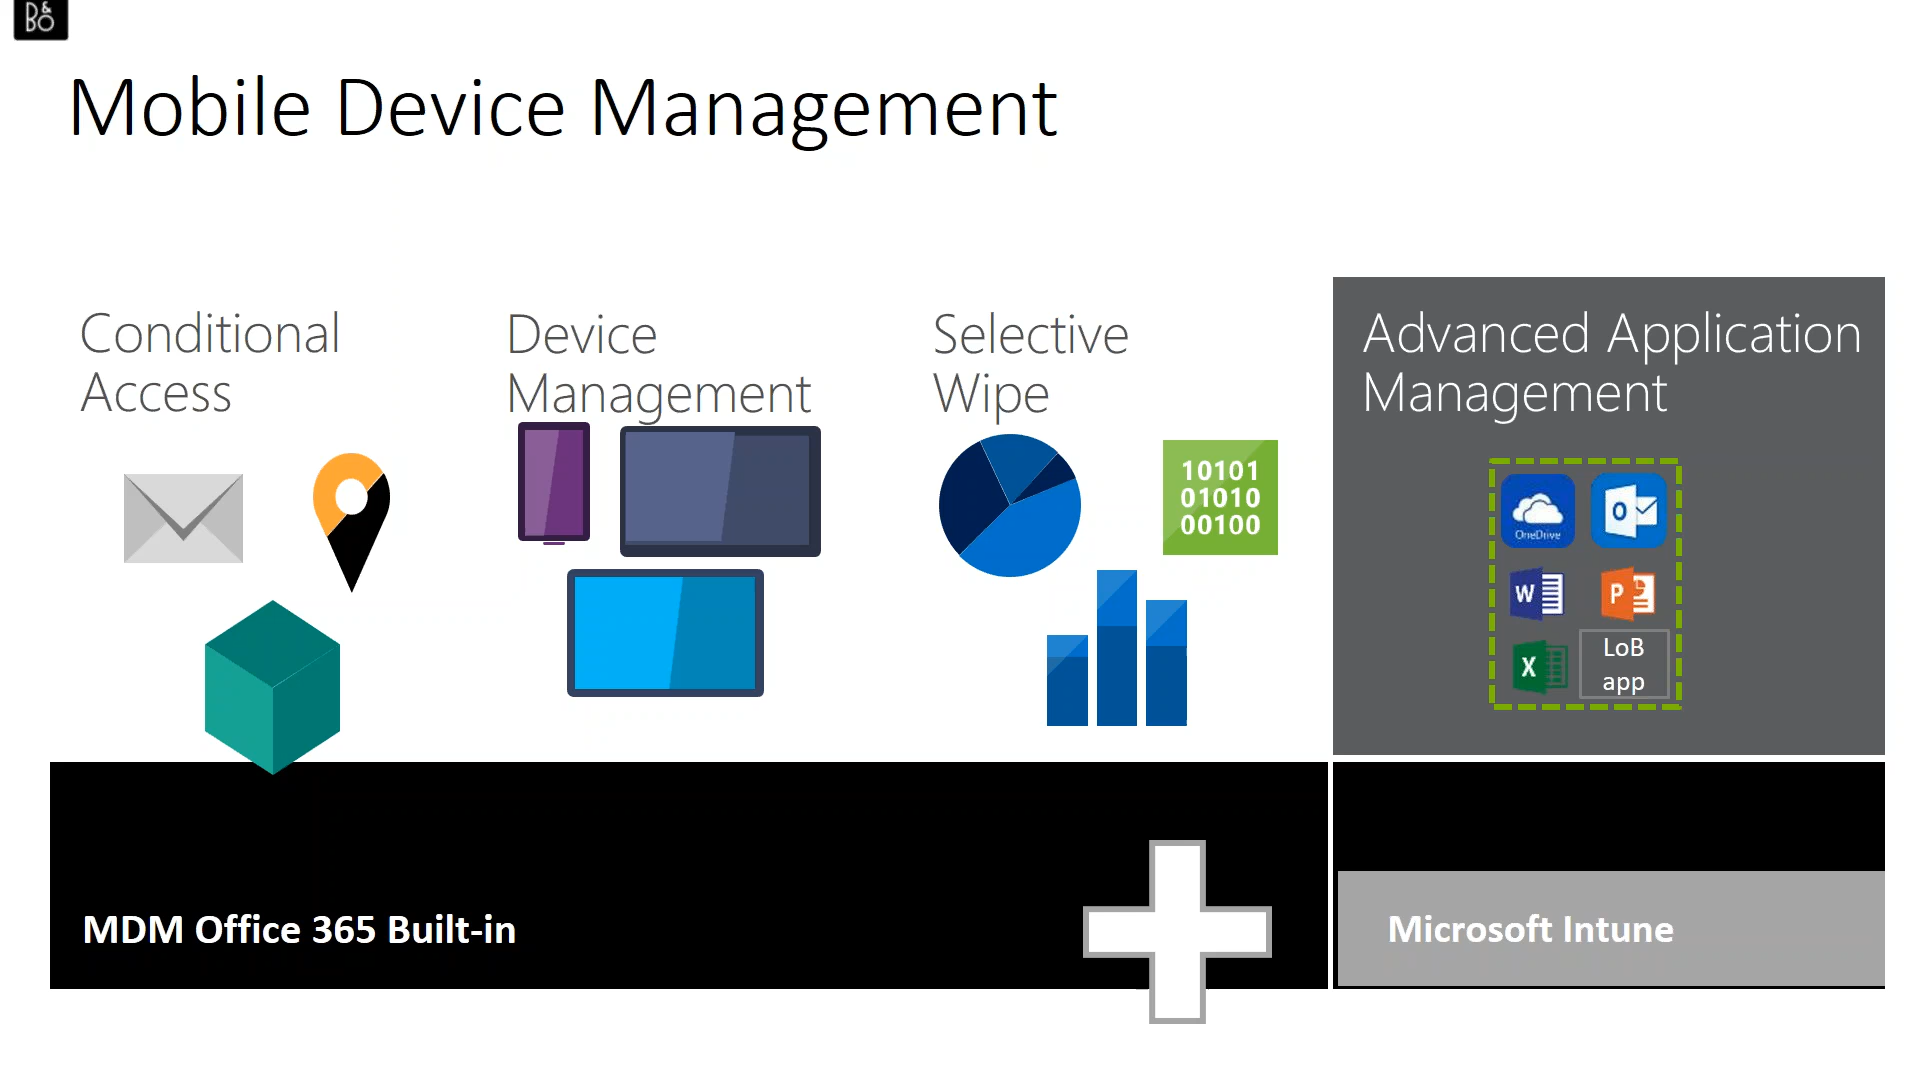 B&O
Mobile Device Management
Conditional
Access
Device
Management
Selective
Wipe
Advanced Application
Management
10101
01010
00100
OneDrive
O
W
P
X
LoB
app
MDM Office 365 Built-in
Microsoft Intune